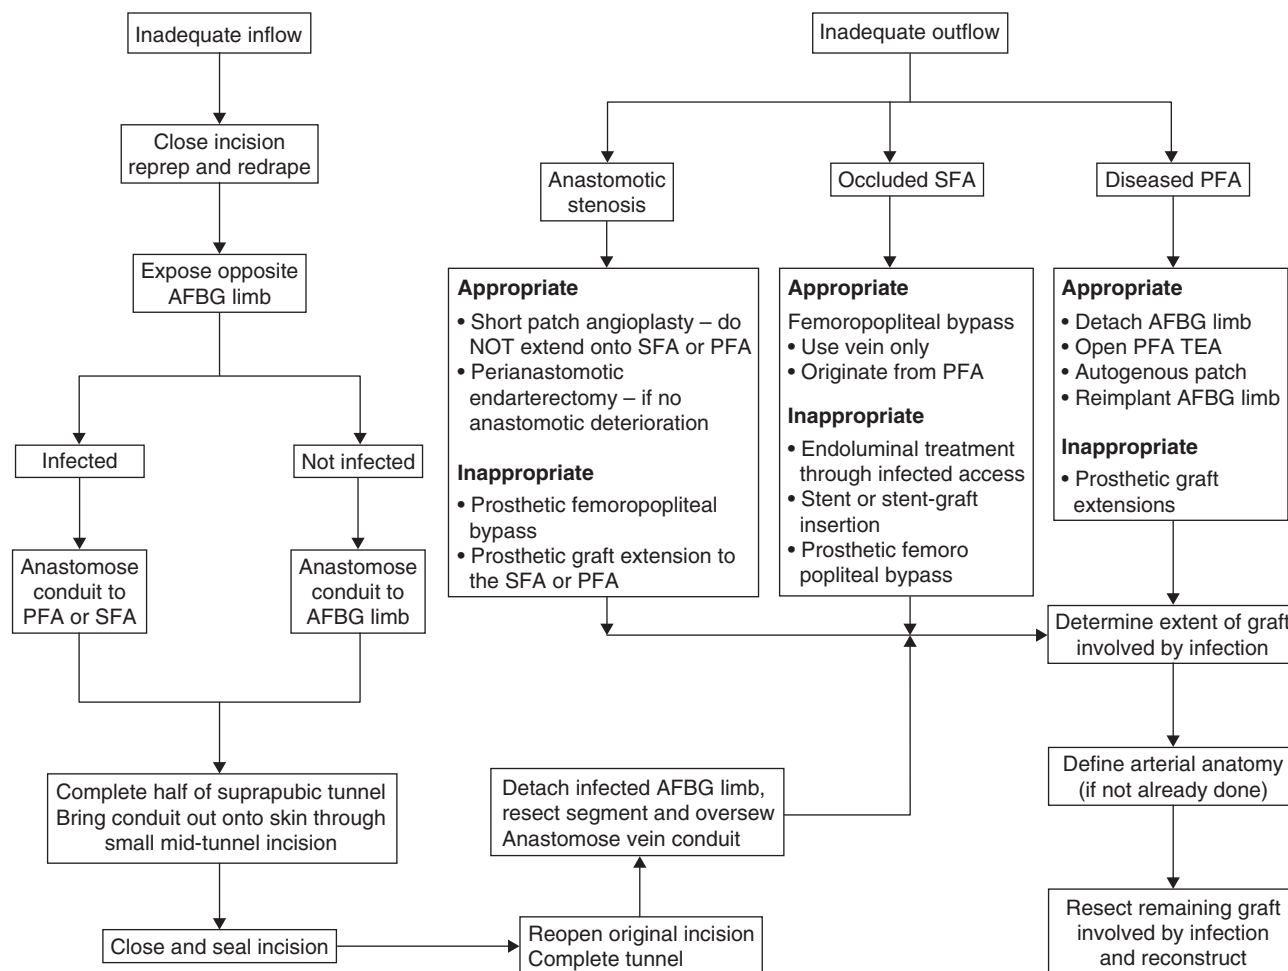 Inadequate inflow
Close incision
reprep and redrape
Expose opposite
AFBG limb
Infected
Not infected
Anastomose
conduit to
PFA or SFA
Anastomose
conduit to
AFBG limb
Complete half of suprapubic tunnel
Bring conduit out onto skin through
small mid-tunnel incision
Close and seal incision
Reopen original incision
Complete tunnel
Detach infected AFBG limb,
resect segment and oversew
Anastomose vein conduit
Inadequate outflow
Anastomotic
stenosis
Appropriate
• Short patch angioplasty – do
NOT extend onto SFA or PFA
• Perianastomotic
endarterectomy – if no
anastomotic deterioration
Inappropriate
• Prosthetic femoropopliteal
bypass
• Prosthetic graft extension to
the SFA or PFA
Occluded SFA
Appropriate
Femoropopliteal bypass
• Use vein only
• Originate from PFA
Inappropriate
• Endoluminal treatment
through infected access
• Stent or stent-graft
insertion
• Prosthetic femoro
popliteal bypass
Diseased PFA
Appropriate
• Detach AFBG limb
• Open PFA TEA
• Autogenous patch
• Reimplant AFBG limb
Inappropriate
• Prosthetic graft
extensions
Determine extent of graft
involved by infection
Define arterial anatomy
(if not already done)
Resect remaining graft
involved by infection
and reconstruct